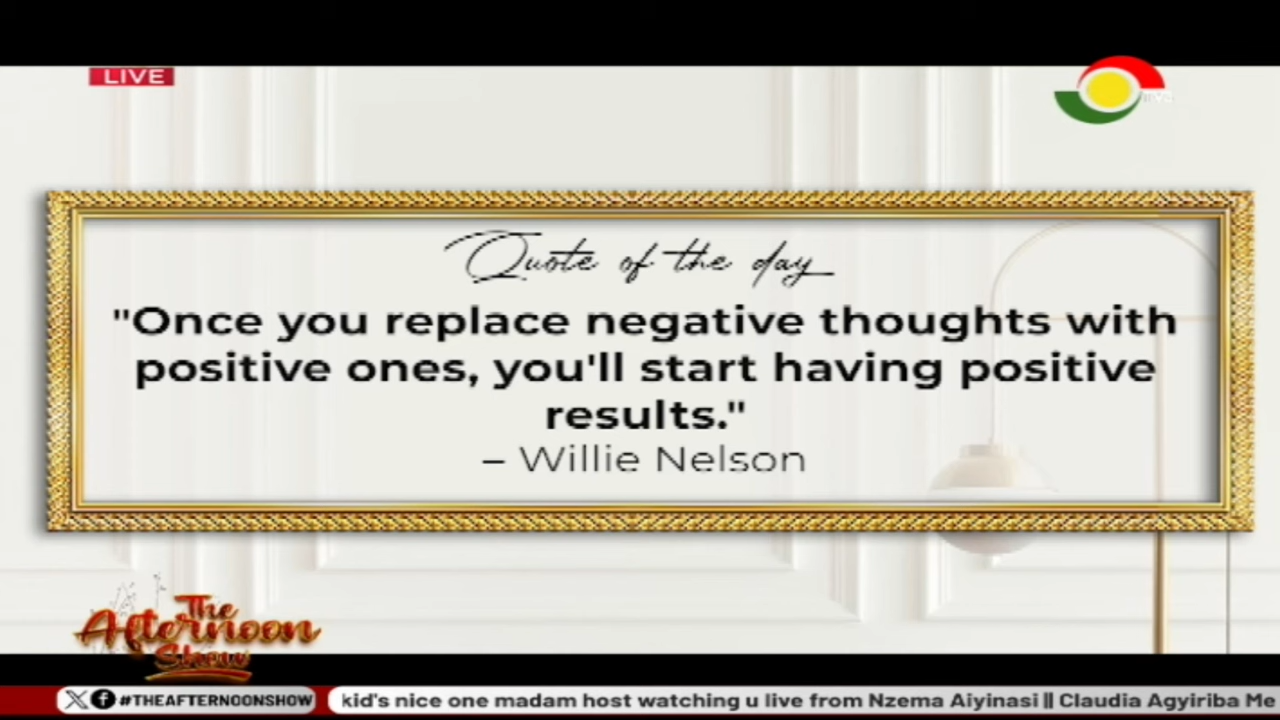 LIVE
Quote of the day
"Once you replace negative thoughts with
positive ones, you'll start having positive
results."
– Willie Nelson
The
Afternoon
Show
#THEAFTERNOONSHOW
kid's nice one madam host watching u live from Nzema Aiyinasi || Claudia Agyiriba Me